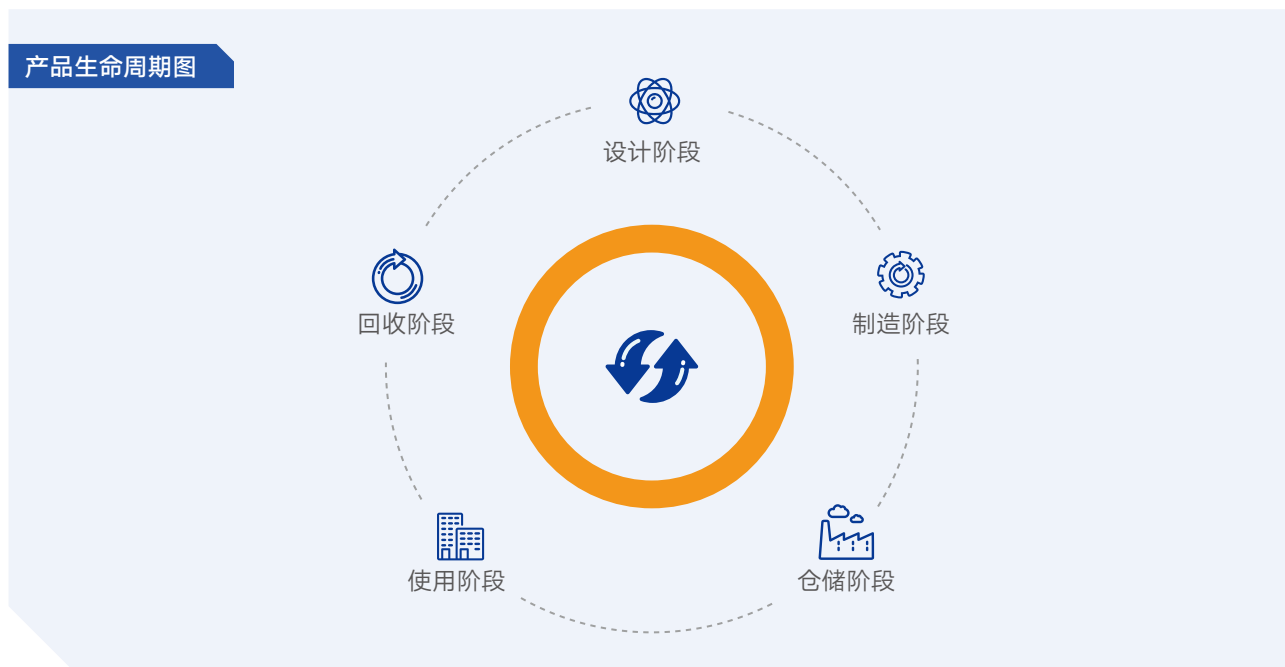 产品生命周期图
设计阶段
回收阶段
制造阶段
使用阶段
仓储阶段